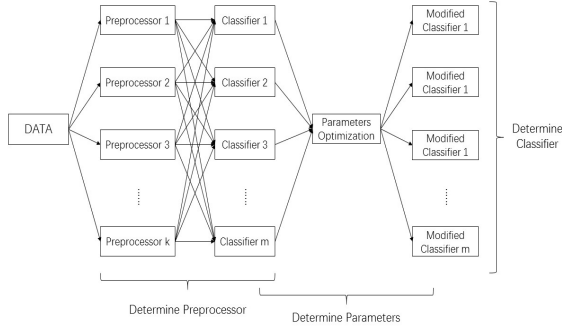 DATA
Preprocessor 1
Preprocessor 2
Preprocessor 3
Preprocessor k
Classifier 1
Classifier 2
Classifier 3
Classifier m
Parameters
Optimization
Modified
Classifier 1
Modified
Classifier 1
Modified
Classifier 1
Modified
Classifier m
Determine
Classifier
Determine Preprocessor
Determine Parameters